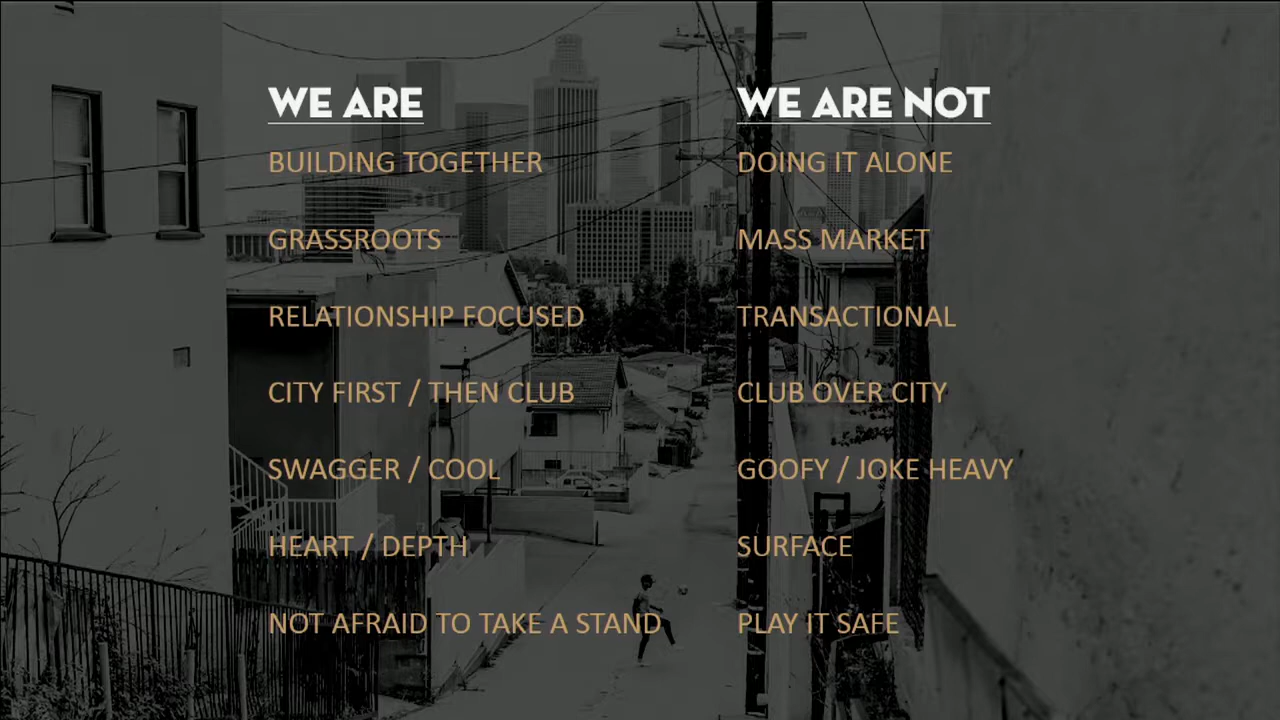 WE ARE
BUILDING TOGETHER
GRASSROOTS
RELATIONSHIP FOCUSED
CITY FIRST / THEN CLUB
SWAGGER / COOL
HEART / DEPTH
NOT AFRAID TO TAKE A STAND
WE ARE NOT
DOING IT ALONE
MASS MARKET
TRANSACTIONAL
CLUB OVER CITY
GOOFY / JOKE HEAVY
SURFACE
PLAY IT SAFE